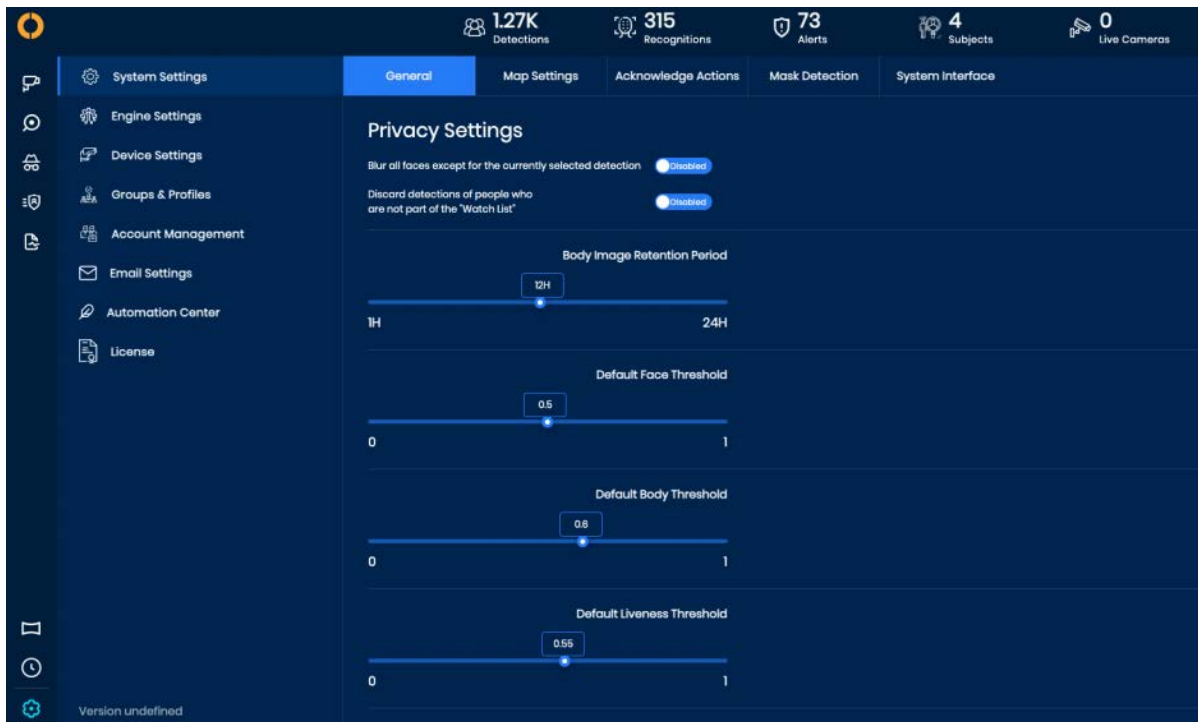 1.27K
Detections
315
Recognitions
73
Alerts
4
Subjects
0
Live Cameras
System Settings
Engine Settings
Device Settings
Groups & Profiles
Account Management
Email Settings
Automation Center
License
Version undefined
General
Map Settings
Acknowledge Actions
Mask Detection
System Interface
Privacy Settings
Blur all faces except for the currently selected detection
Disabled
Discard detections of people who
are not part of the "Watch List"
Disabled
Body Image Retention Period
12H
1H
24H
Default Face Threshold
0.5
0
1
Default Body Threshold
0.6
0
1
Default Liveness Threshold
0.55
0
1